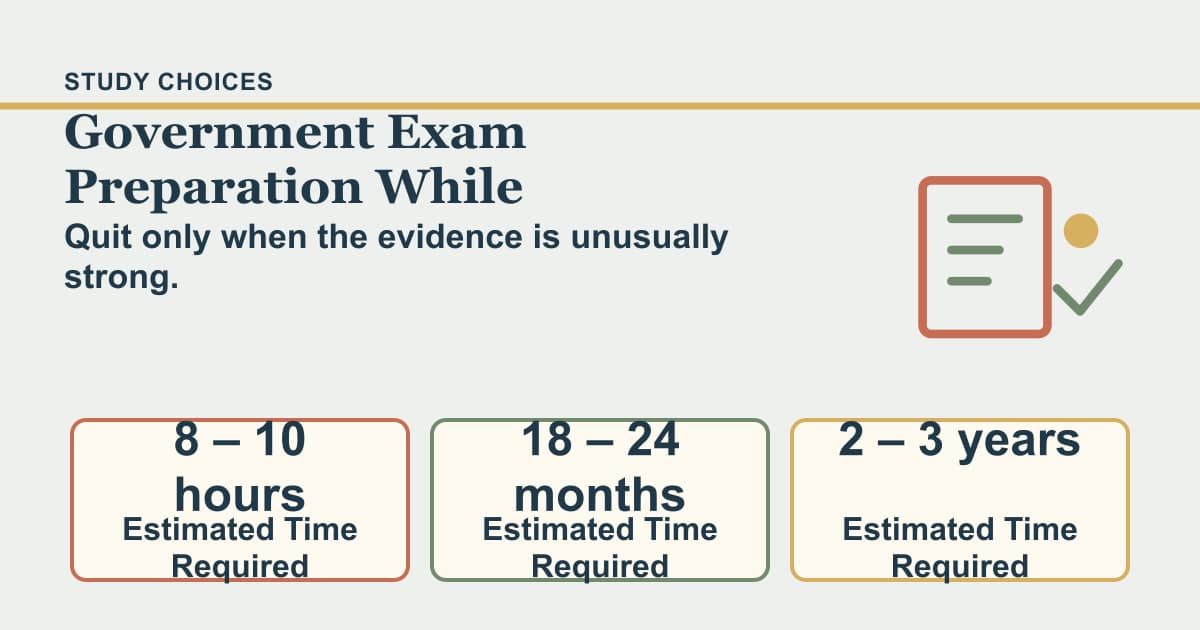 STUDY CHOICES
Government Exam
Preparation While
Quit only when the evidence is unusually
strong.
8 – 10
hours
Estimated Time
Required
18 – 24
months
Estimated Time
Required
2 – 3 years
Estimated Time
Required